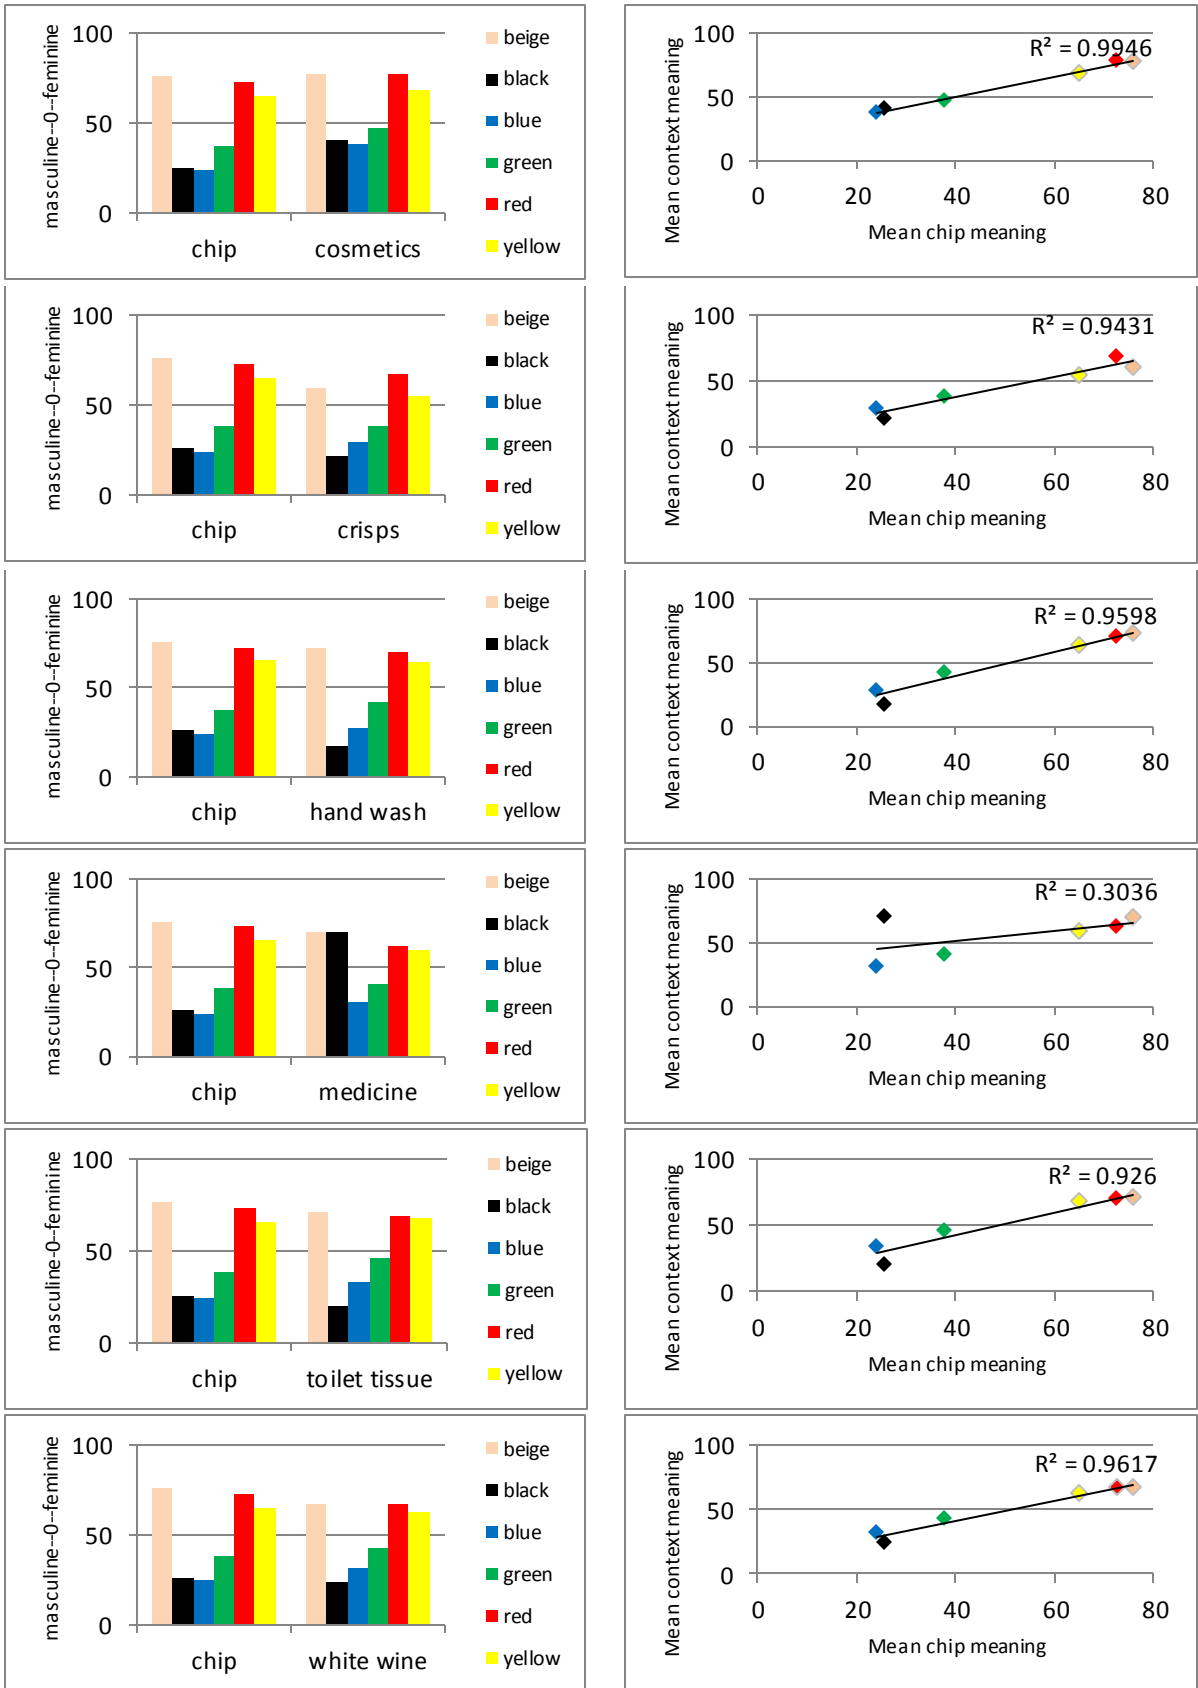 masculine--0--feminine
100
50
0
chip
cosmetics
beige
black
blue
green
red
yellow
Mean context meaning
100
50
0
R² = 0.9946
0
20
40
60
80
Mean chip meaning
masculine--0--feminine
100
50
0
chip
crisps
beige
black
blue
green
red
yellow
Mean context meaning
100
50
0
R² = 0.9431
0
20
40
60
80
Mean chip meaning
masculine--0--feminine
100
50
0
chip
hand wash
beige
black
blue
green
red
yellow
Mean context meaning
100
50
0
R² = 0.9598
0
20
40
60
80
Mean chip meaning
masculine--0--feminine
100
50
0
chip
medicine
beige
black
blue
green
red
yellow
Mean context meaning
100
50
0
R² = 0.3036
0
20
40
60
80
Mean chip meaning
masculine-0--feminine
100
50
0
chip
toilet tissue
beige
black
blue
green
red
yellow
Mean context meaning
100
50
0
R² = 0.926
0
20
40
60
80
Mean chip meaning
masculine--0--feminine
100
50
0
chip
white wine
beige
black
blue
green
red
yellow
Mean context meaning
100
50
0
R² = 0.9617
0
20
40
60
80
Mean chip meaning